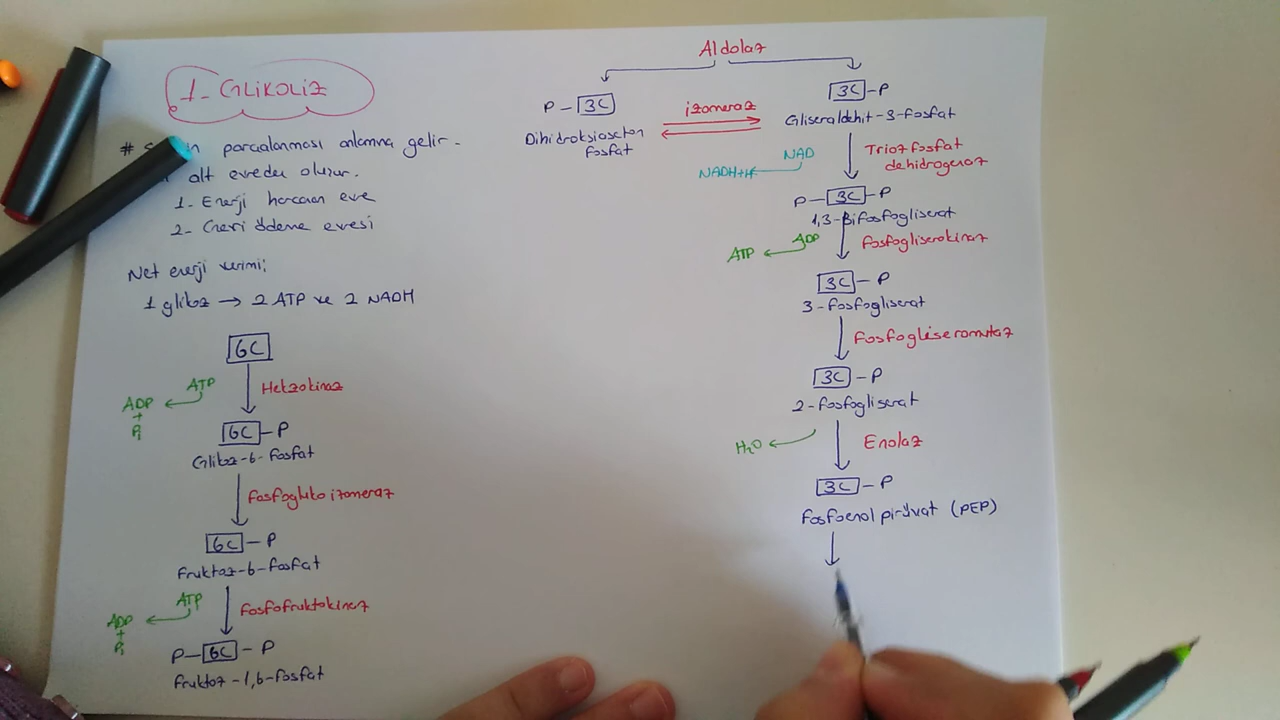 1- GLİKOLİZ
# parçalanması anlamına gelir.
alt evreden oluşur.
1- Enerji harcanan evre
2- Geri ödeme evresi
Net enerji verimi;
1 glikoz → 2 ATP ve 2 NADH
6C
ATP
Hekzokinaz
ADP
+
Pi
6C-P
Glikoz-6-fosfat
Fosfogluko izomeraz
6C-P
Fruktoz-6-fosfat
ATP
Fosfofruktokinaz
ADP
+
Pi
P-6C-P
Fruktoz-1,6-fosfat
Aldolaz
P-3C
Dihidroksiaseton
fosfat
izomeraz
3C-P
Gliseraldehit-3-fosfat
NAD
NADH+H
Trioz fosfat
dehidrogenaz
P-3C-P
1,3-Bifosfogliserat
ADP
ATP
Fosfogliserokinaz
3C-P
3-fosfogliserat
Fosfogliseromutaz
3C-P
2-fosfogliserat
H2O
Enolaz
3C-P
Fosfoenol pirüvat (PEP)